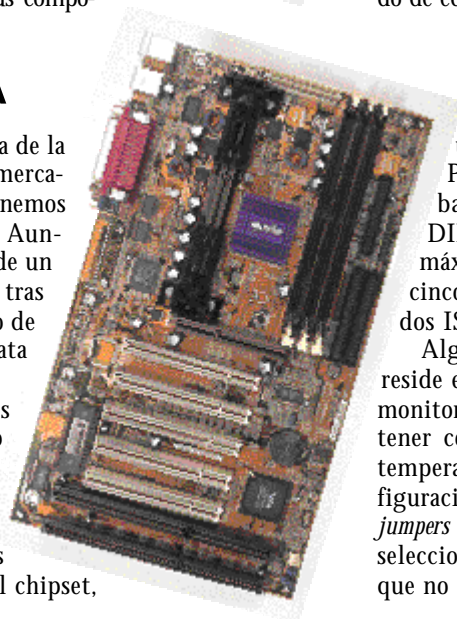 us compo-
A
a de la
merca-
nemos
Aun-
de un
tras
o de
ata
s
o
s
l chipset,
do de co
P
ba
DI
máx
cinco
dos IS
Alg
reside e
monitor
tener co
tempera
figuraci
jumpers
seleccio
que no